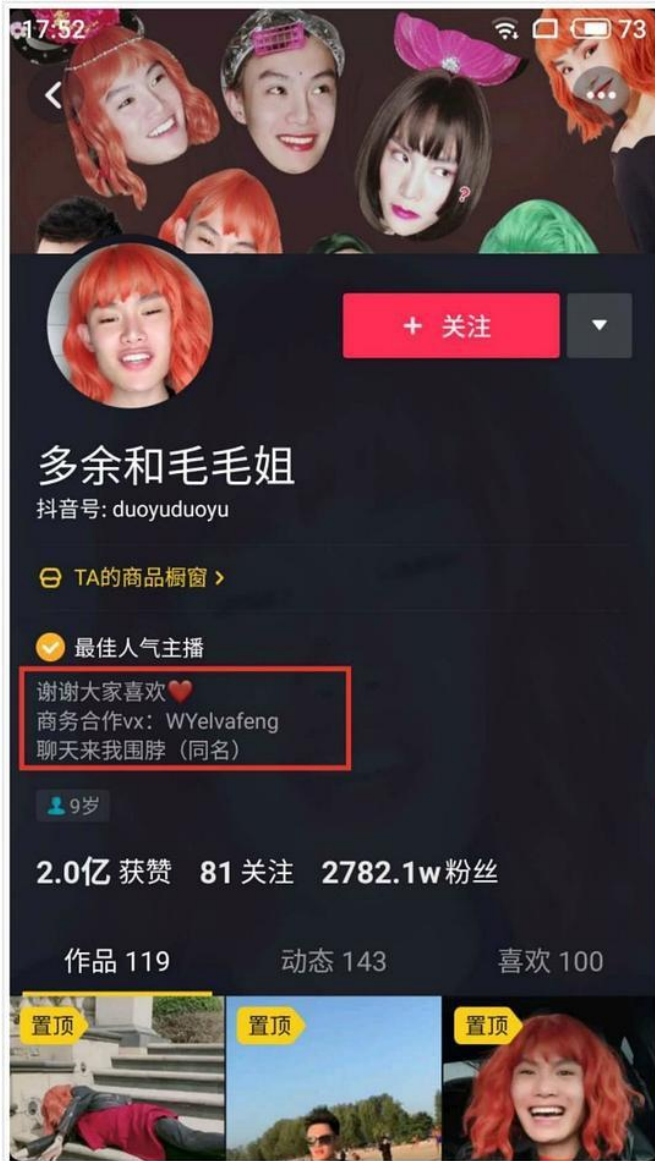 17:52
73
?
+ 关注
多余和毛毛姐
抖音号: duoyuduoyu
TA的商品橱窗 >
最佳人气主播
谢谢大家喜欢❤️
商务合作vx：WYelvafeng
聊天来我围脖（同名）
9岁
2.0亿 获赞 81 关注 2782.1w 粉丝
作品 119 动态 143 喜欢 100
置顶 置顶 置顶